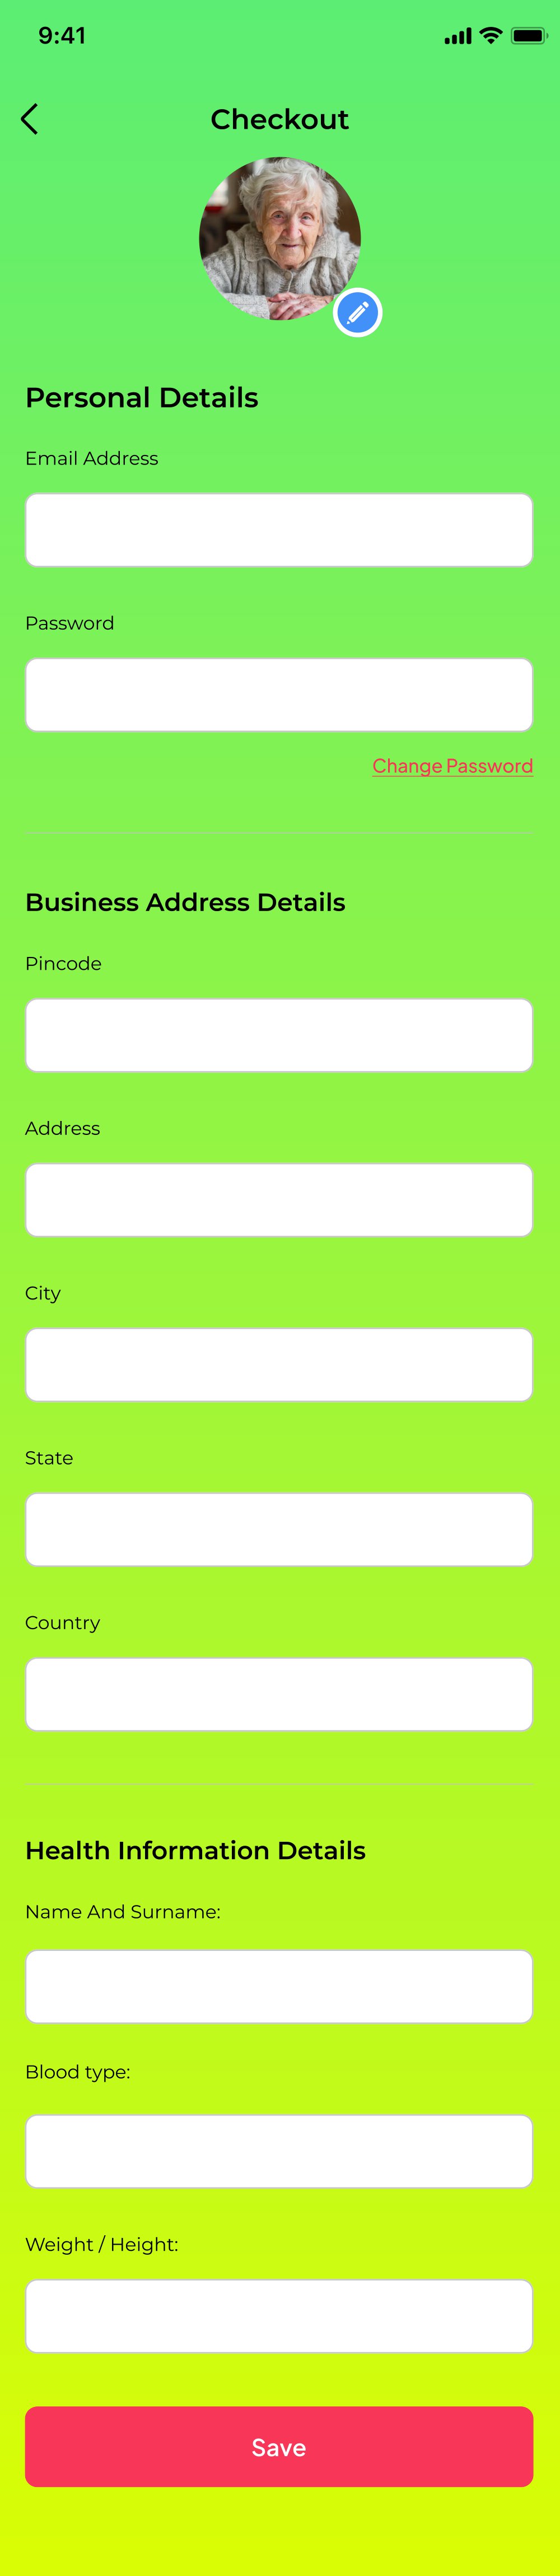 9:41
Checkout
Personal Details
Email Address
Password
Change Password
Business Address Details
Pincode
Address
City
State
Country
Health Information Details
Name And Surname:
Blood type:
Weight / Height:
Save